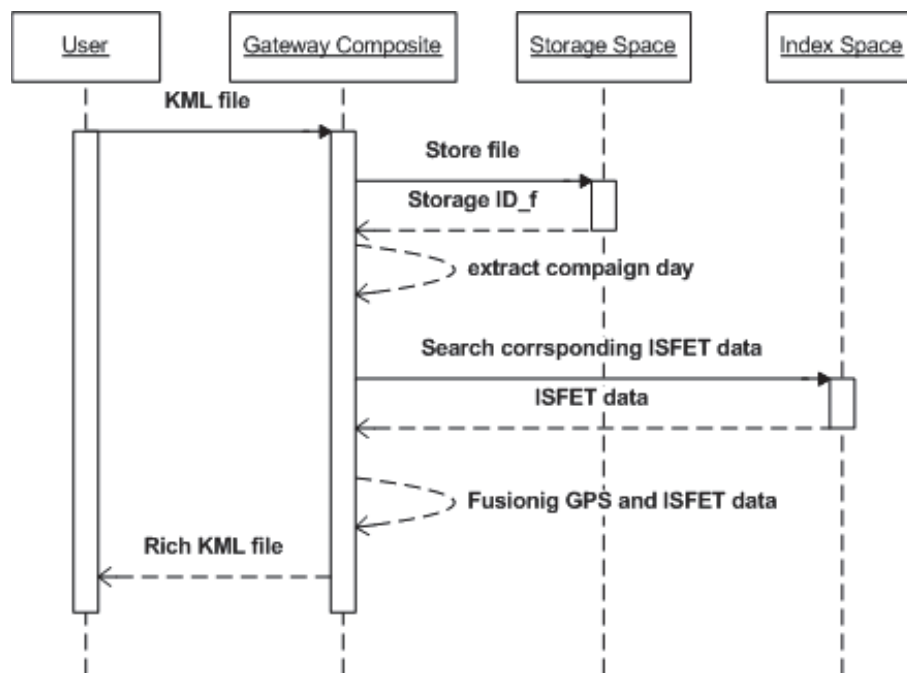 User
Gateway Composite
Storage Space
Index Space
KML file
Store file
Storage ID_f
extract compaign day
Search corrsponding ISFET data
ISFET data
Fusionig GPS and ISFET data
Rich KML file